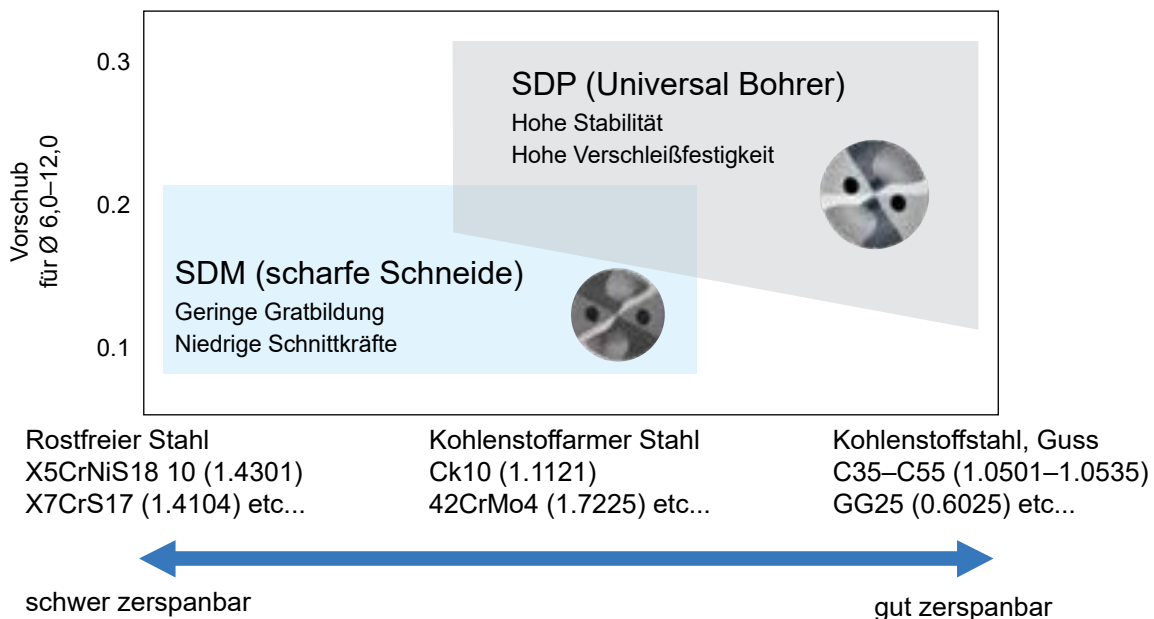 0.3
0.2
0.1
Vorschub
für Ø 6,0–12,0
SDP (Universal Bohrer)
Hohe Stabilität
Hohe Verschleißfestigkeit
SDM (scharfe Schneide)
Geringe Gratbildung
Niedrige Schnittkräfte
Rostfreier Stahl
X5CrNiS18 10 (1.4301)
X7CrS17 (1.4104) etc...
Kohlenstoffarmer Stahl
Ck10 (1.1121)
42CrMo4 (1.7225) etc...
Kohlenstoffstahl, Guss
C35–C55 (1.0501–1.0535)
GG25 (0.6025) etc...
schwer zerspanbar
gut zerspanbar